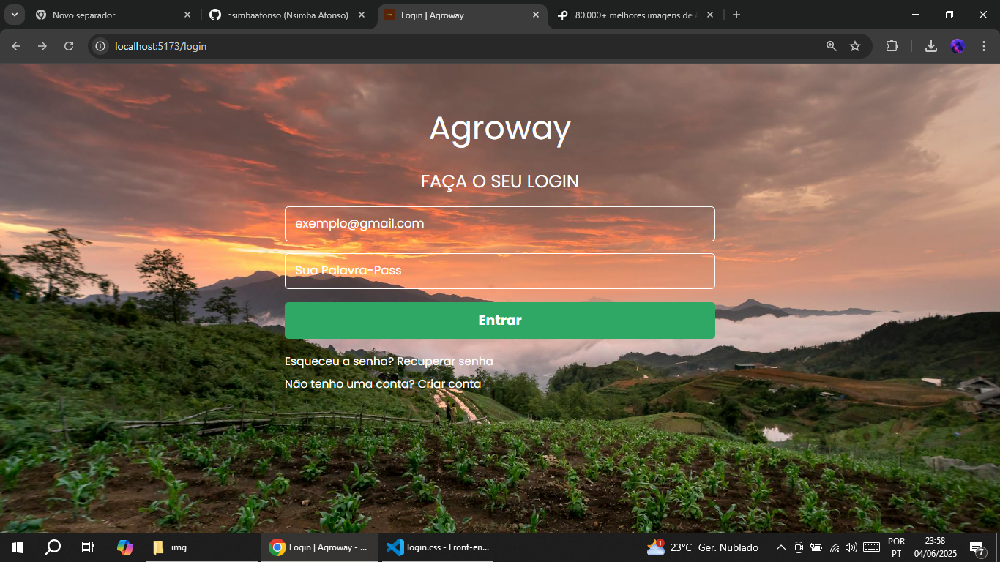 Novo separador
nsimbaafonso (Nsimba Afonso)
Login | Agroway
80.000+ melhores imagens de A
localhost:5173/login
Agroway
FAÇA O SEU LOGIN
exemplo@gmail.com
Sua Palavra-Pass
Entrar
Esqueceu a senha? Recuperar senha
Não tenho uma conta? Criar conta
img
Login | Agroway - ...
login.css - Front-en...
1
23°C Ger. Nublado
POR
PT
23:58
04/06/2025
7